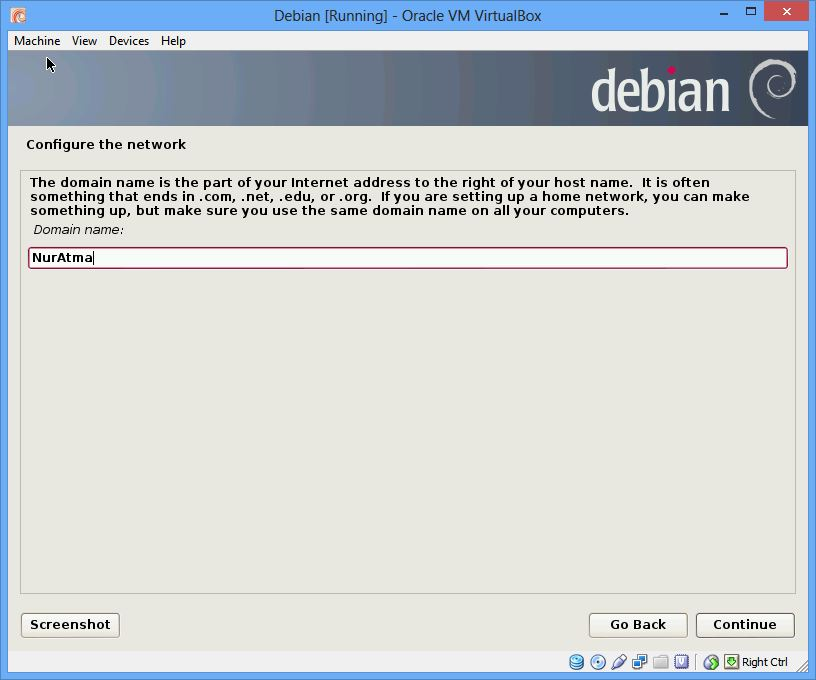 Debian [Running] - Oracle VM VirtualBox
Machine View Devices Help
debian
Configure the network
The domain name is the part of your Internet address to the right of your host name.  It is often
something that ends in .com, .net, .edu, or .org.  If you are setting up a home network, you can make
something up, but make sure you use the same domain name on all your computers.
Domain name:
NurAtma
Screenshot Go Back Continue
Right Ctrl